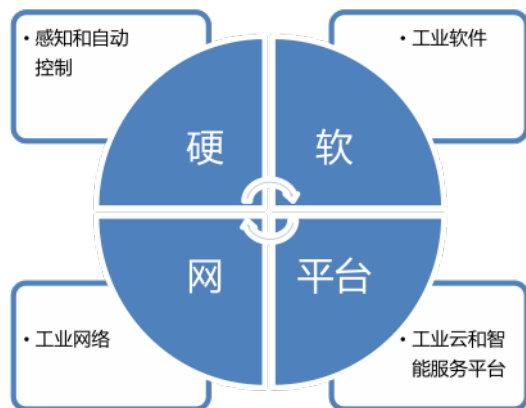 • 感知和自动
控制
• 工业软件
硬
软
网
平台
• 工业网络
• 工业云和智
能服务平台